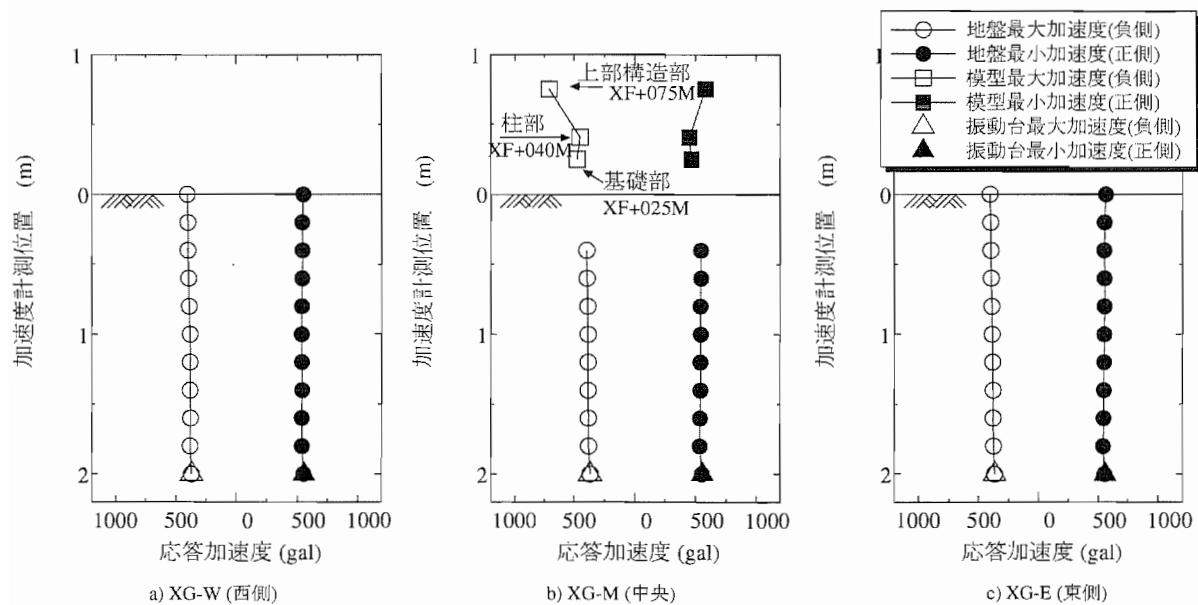 地盤最大加速度(負側)
地盤最小加速度(正側)
模型最大加速度(負側)
模型最小加速度(正側)
振動台最大加速度(負側)
振動台最小加速度(正側)
1
0
1
2
加速度計測位置 (m)
1000 500 0 500 1000
応答加速度 (gal)
a) XG-W (西側)
1
0
1
2
加速度計測位置 (m)
上部構造部
XF+075M
柱部
XF+040M
基礎部
XF+025M
1000 500 0 500 1000
応答加速度 (gal)
b) XG-M (中央)
1
0
1
2
加速度計測位置 (m)
1000 500 0 500 1000
応答加速度 (gal)
c) XG-E (東側)